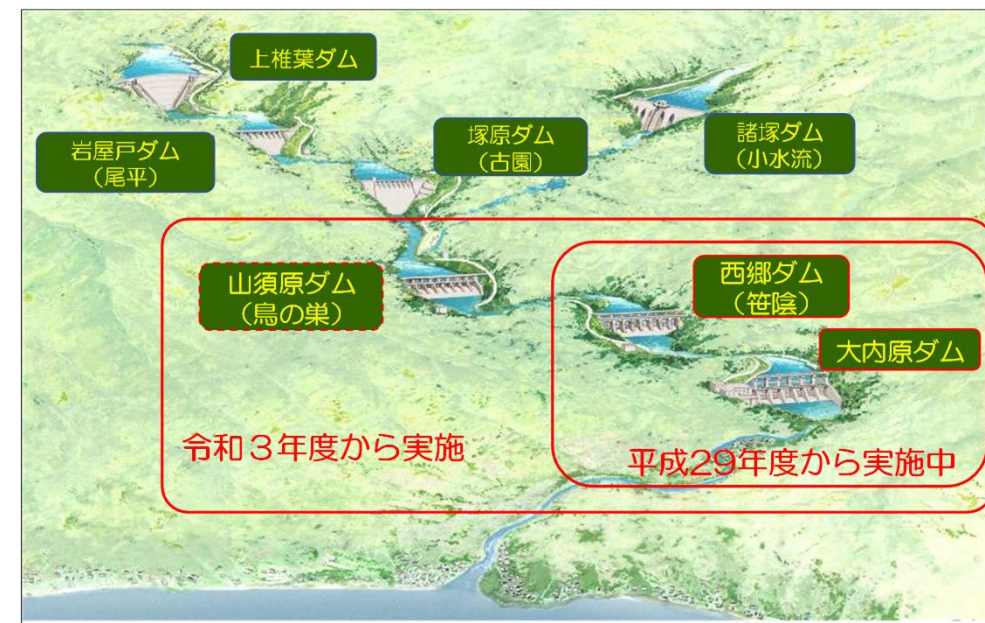 上椎葉ダム
岩屋戸ダム
（尾平）
塚原ダム
（古園）
諸塚ダム
（小水流）
山須原ダム
（鳥の巣）
西郷ダム
（笹陰）
大内原ダム
令和３年度から実施
平成29年度から実施中